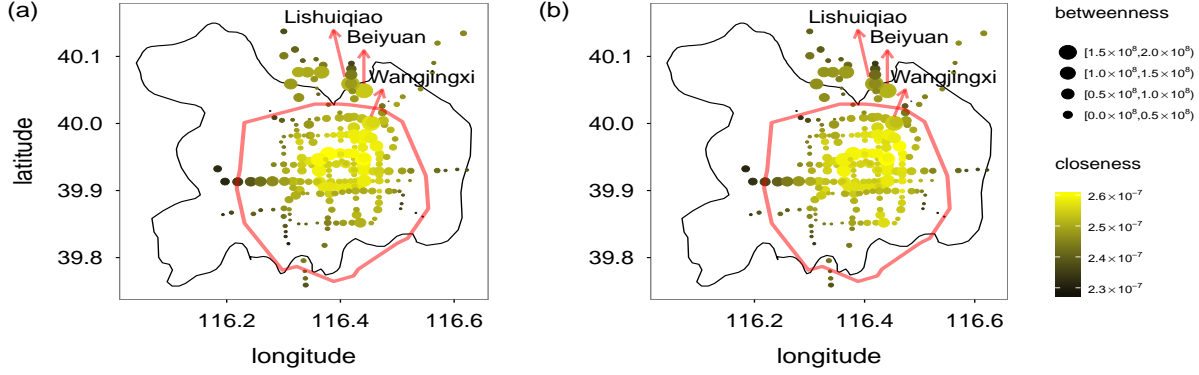 (a)
Lishuiqiao
Beiyuan
Wangjingxi
40.1
40.0
39.9
39.8
latitude
116.2
116.4
116.6
longitude
(b)
Lishuiqiao
Beiyuan
Wangjingxi
40.1
40.0
39.9
39.8
116.2
116.4
116.6
longitude
betweenness
[1.5×10⁸,2.0×10⁸)
[1.0×10⁸,1.5×10⁸)
[0.5×10⁸,1.0×10⁸)
[0.0×10⁸,0.5×10⁸)
closeness
2.6×10⁻⁷
2.5×10⁻⁷
2.4×10⁻⁷
2.3×10⁻⁷